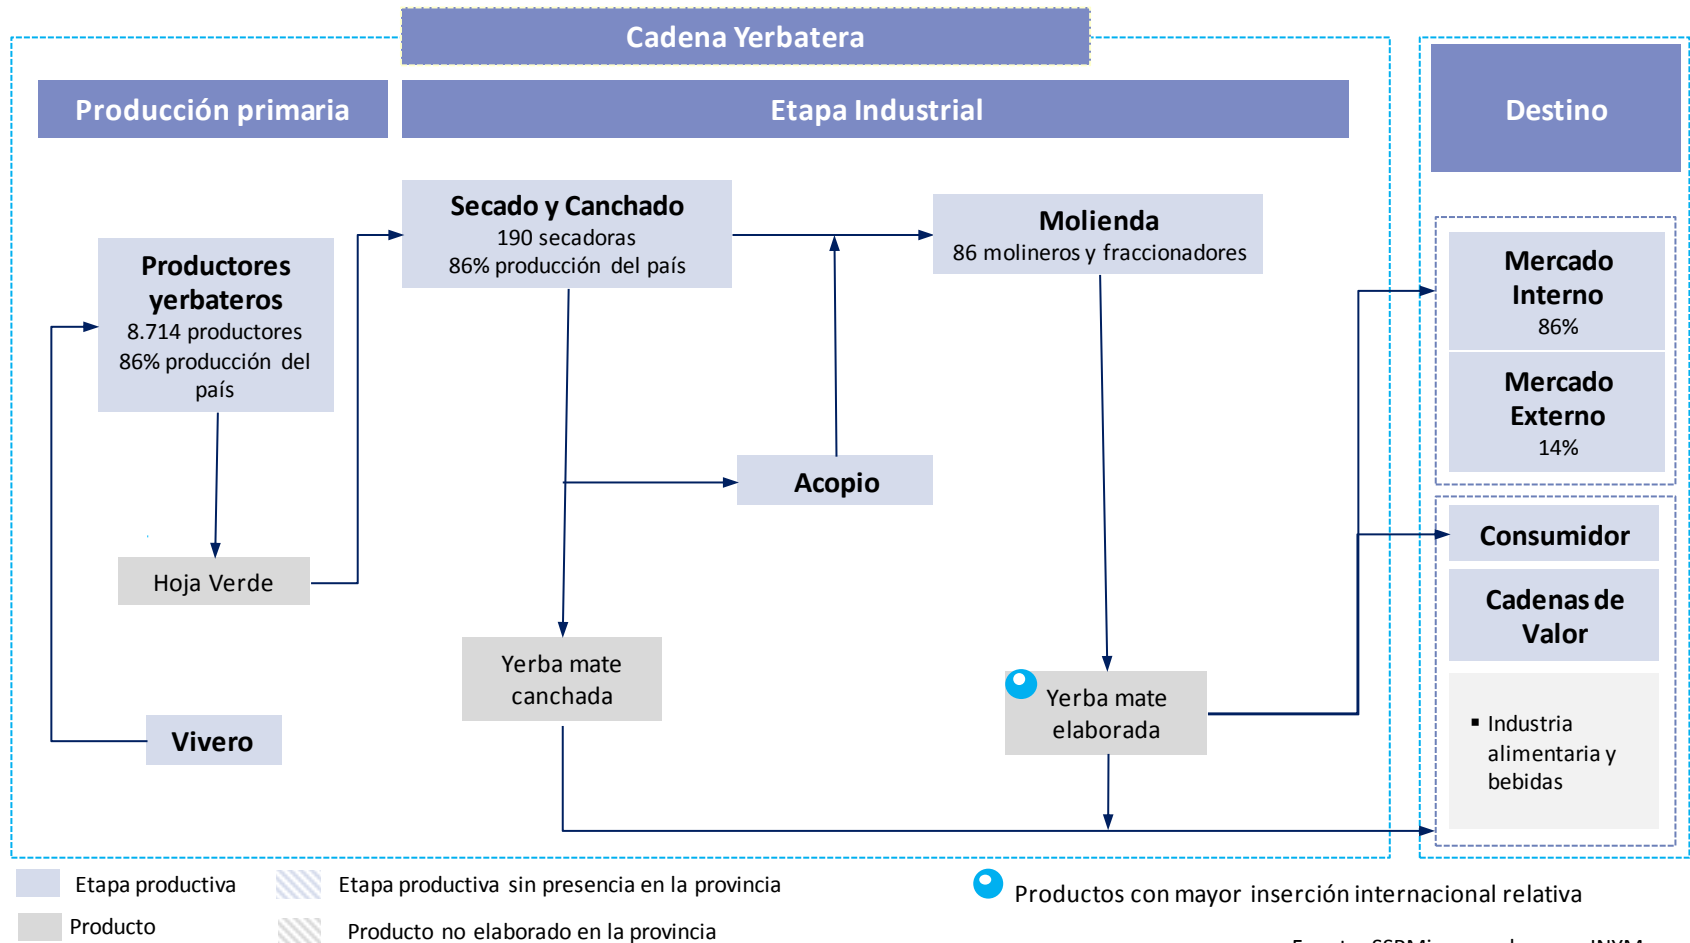 Cadena Yerbatera
Producción primaria
Etapa Industrial
Destino
Productores
yerbateros
8.714 productores
86% producción del
país
Hoja Verde
Vivero
Secado y Canchado
190 secadoras
86% producción del país
Acopio
Yerba mate
canchada
Molienda
86 molineros y fraccionadores
Yerba mate
elaborada
Mercado
Interno
86%
Mercado
Externo
14%
Consumidor
Cadenas de
Valor
▪ Industria
alimentaria y
bebidas
Etapa productiva
Etapa productiva sin presencia en la provincia
Productos con mayor inserción internacional relativa
Producto
Producto no elaborado en la provincia